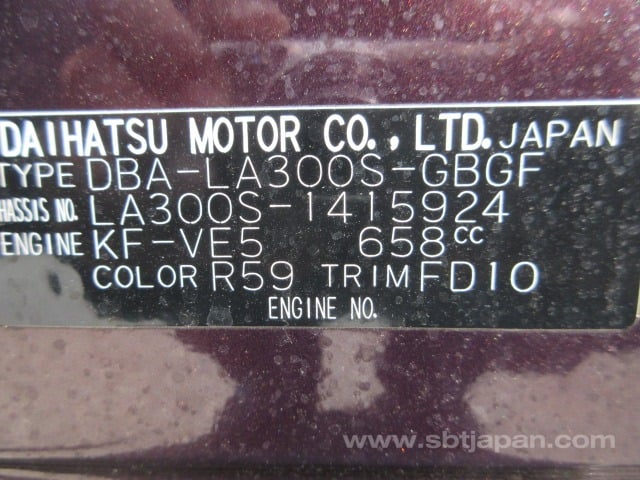 DAIHATSU MOTOR CO., LTD. JAPAN
TYPE DBA-LA300S-GBGF
CHASSIS NO. LA300S-1415924
ENGINE KF-VE5 658cc
COLOR R59 TRIM FD10
ENGINE NO.
www.sbtjapan.com